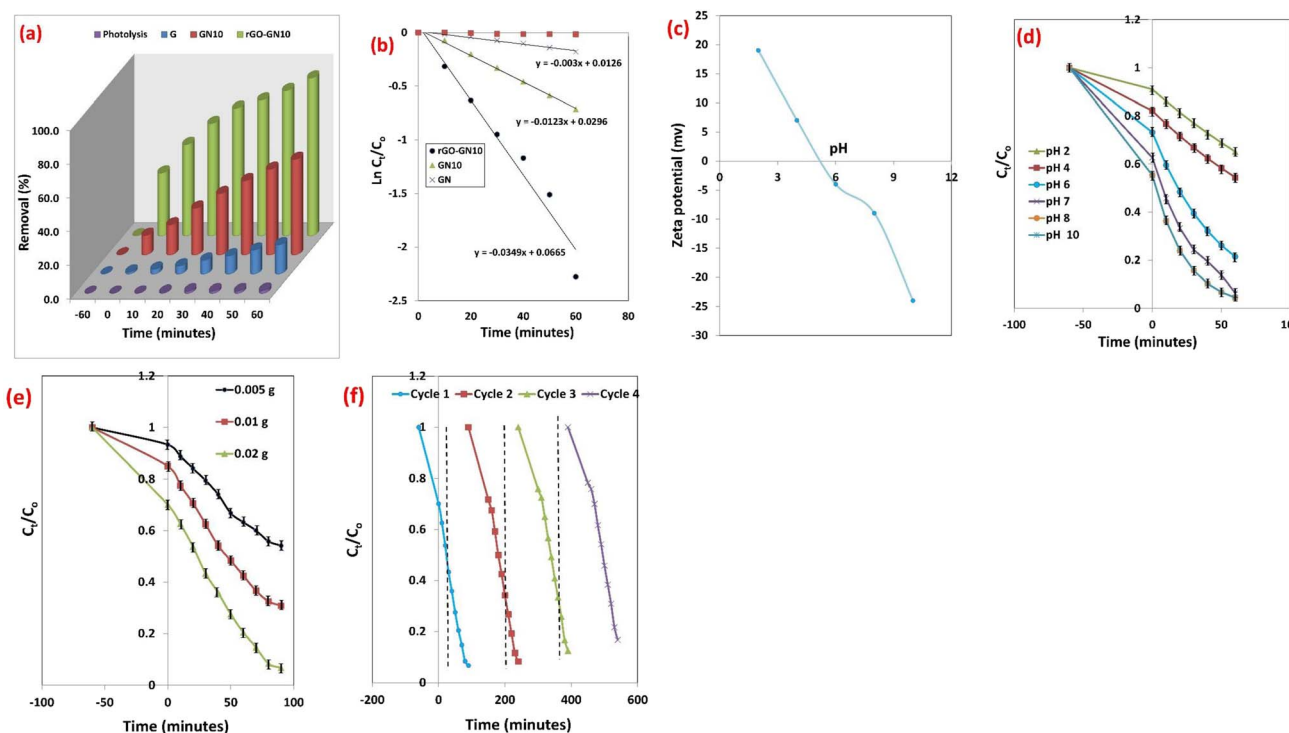 (a)
Photolysis G GN10 rGO-GN10
Removal (%)
100.0
80.0
60.0
40.0
20.0
0.0
-60 0 10 20 30 40 50 60
Time (minutes)
(b)
Ln Ct/Co
0
-0.5
-1
-1.5
-2
-2.5
y = -0.003x + 0.0126
y = -0.0123x + 0.0296
rGO-GN10
GN10
GN
y = -0.0349x + 0.0665
0 20 40 60 80
Time (minutes)
(c)
Zeta potential (mv)
25
20
15
10
5
0
-5
-10
-15
-20
-25
-30
pH
0 3 6 9 12
(d)
Ct/Co
1.2
1
0.8
0.6
0.4
0.2
0
pH 2
pH 4
pH 6
pH 7
pH 8
pH 10
-100 -50 0 50 100
Time (minutes)
(e)
Ct/Co
1.2
1
0.8
0.6
0.4
0.2
0
0.005 g
0.01 g
0.02 g
-100 -50 0 50 100
Time (minutes)
(f)
Ct/Co
1.2
1
0.8
0.6
0.4
0.2
0
Cycle 1 Cycle 2 Cycle 3 Cycle 4
-200 0 200 400 600
Time (minutes)